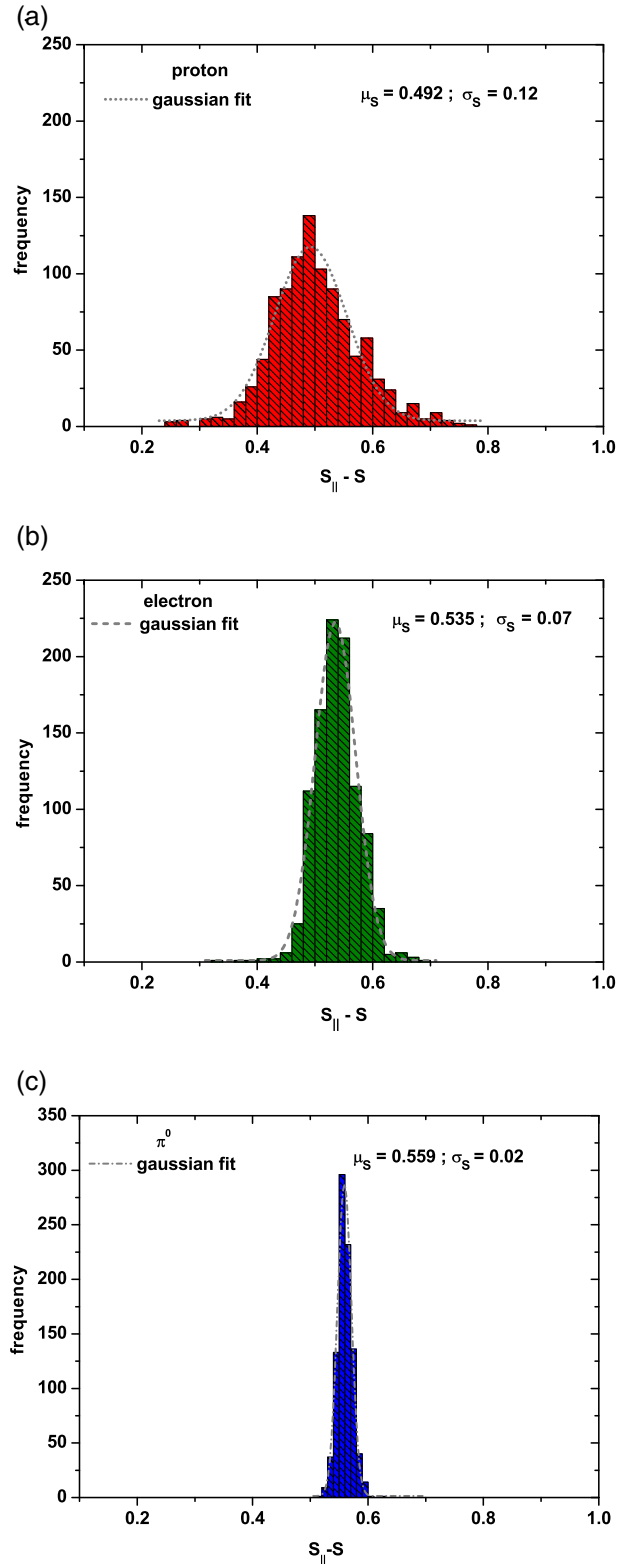 (a)
250
proton
gaussian fit
μS = 0.492 ; σS = 0.12
200
150
frequency
100
50
0
0.2 0.4 0.6 0.8 1.0
S|| - S
(b)
250
electron
gaussian fit
μS = 0.535 ; σS = 0.07
200
150
frequency
100
50
0
0.2 0.4 0.6 0.8 1.0
S|| - S
(c)
350
π0
gaussian fit
μS = 0.559 ; σS = 0.02
300
250
200
frequency
150
100
50
0
0.2 0.4 0.6 0.8 1.0
S||-S